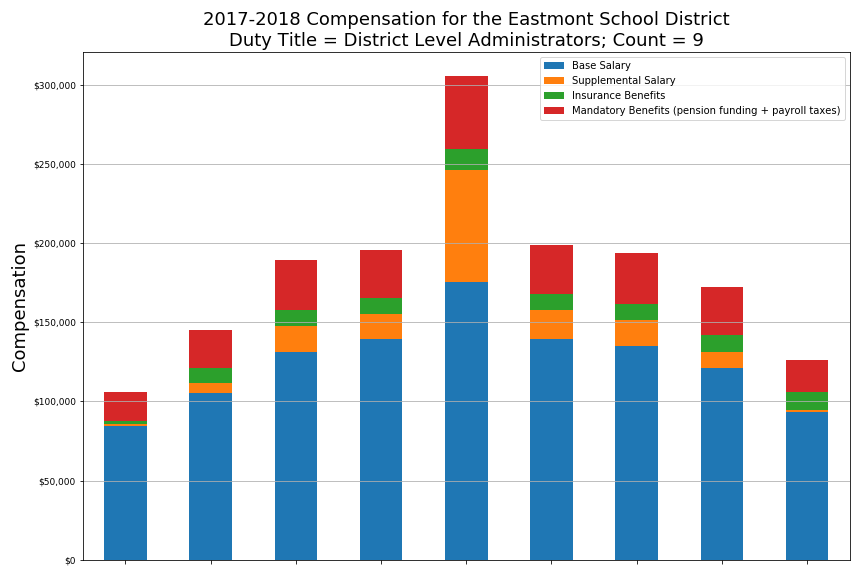 2017-2018 Compensation for the Eastmont School District
Duty Title = District Level Administrators; Count = 9
Base Salary
Supplemental Salary
Insurance Benefits
Mandatory Benefits (pension funding + payroll taxes)
Compensation
$300,000
$250,000
$200,000
$150,000
$100,000
$50,000
$0